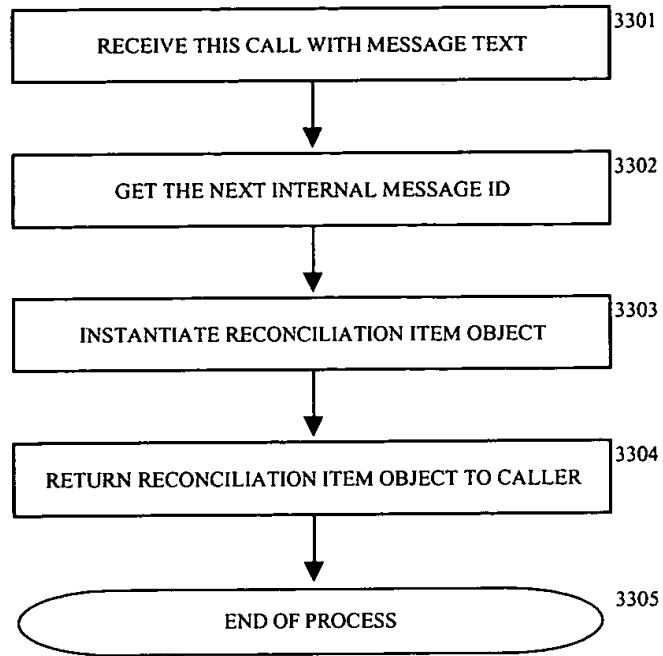 3301
RECEIVE THIS CALL WITH MESSAGE TEXT
3302
GET THE NEXT INTERNAL MESSAGE ID
3303
INSTANTIATE RECONCILIATION ITEM OBJECT
3304
RETURN RECONCILIATION ITEM OBJECT TO CALLER
3305
END OF PROCESS